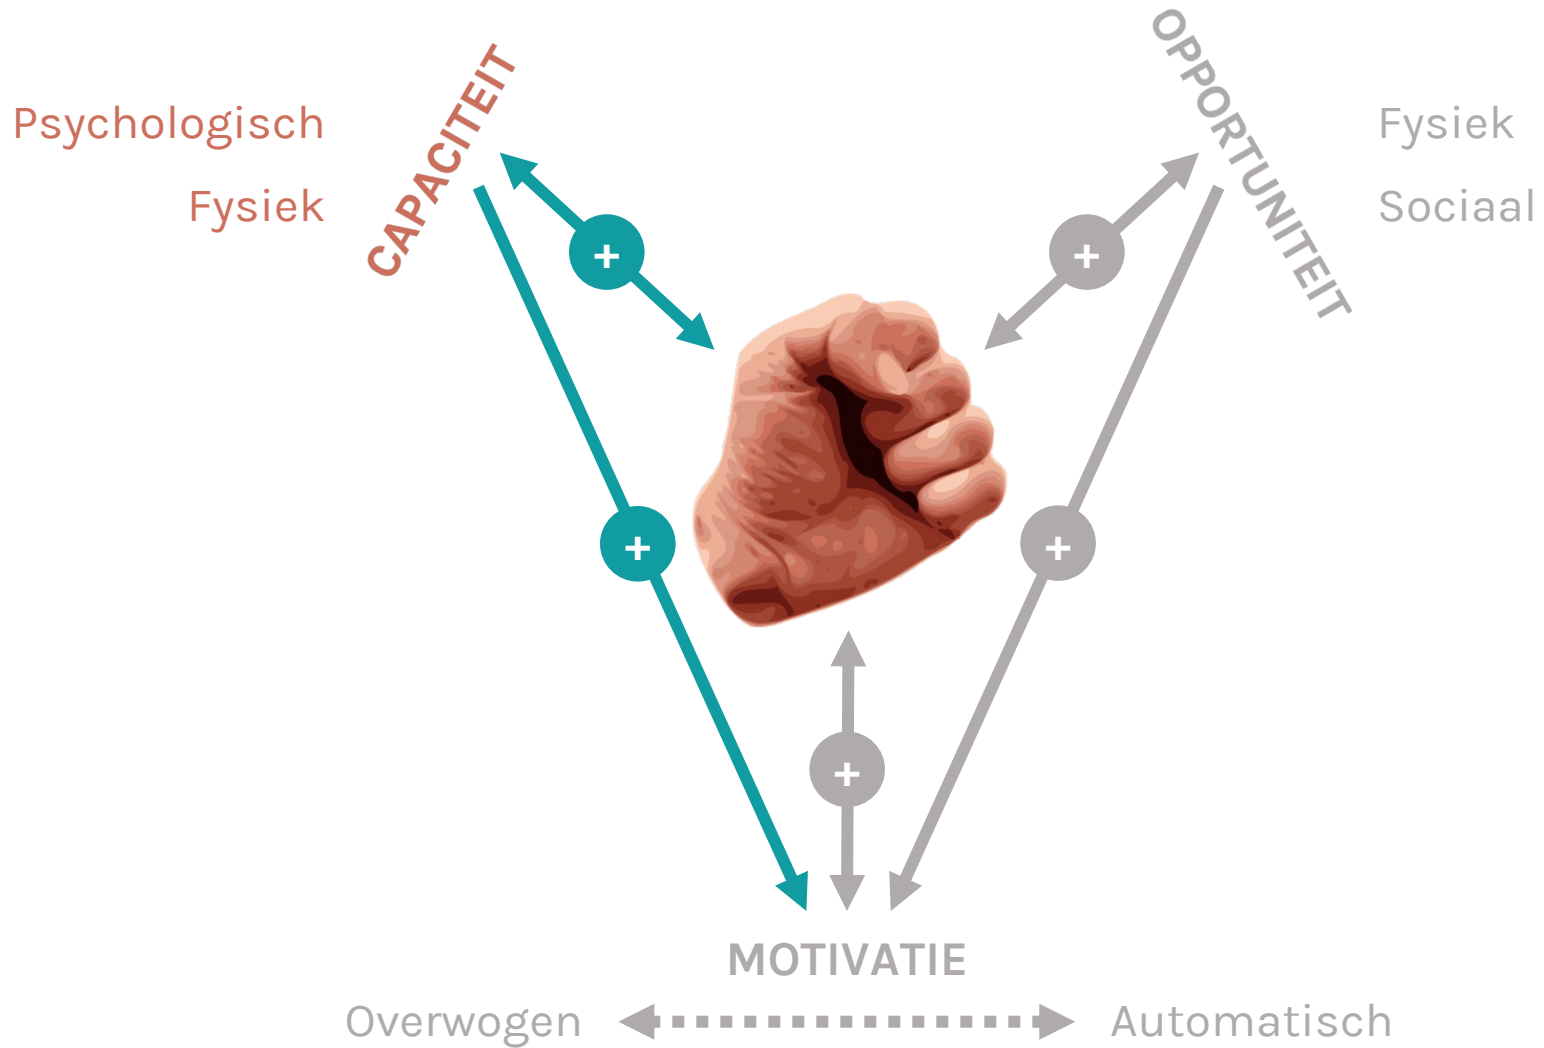 CAPACITEIT
Psychologisch
Fysiek
OPPORTUNITEIT
Fysiek
Sociaal
+
+
+
+
+
MOTIVATIE
Overwogen
Automatisch